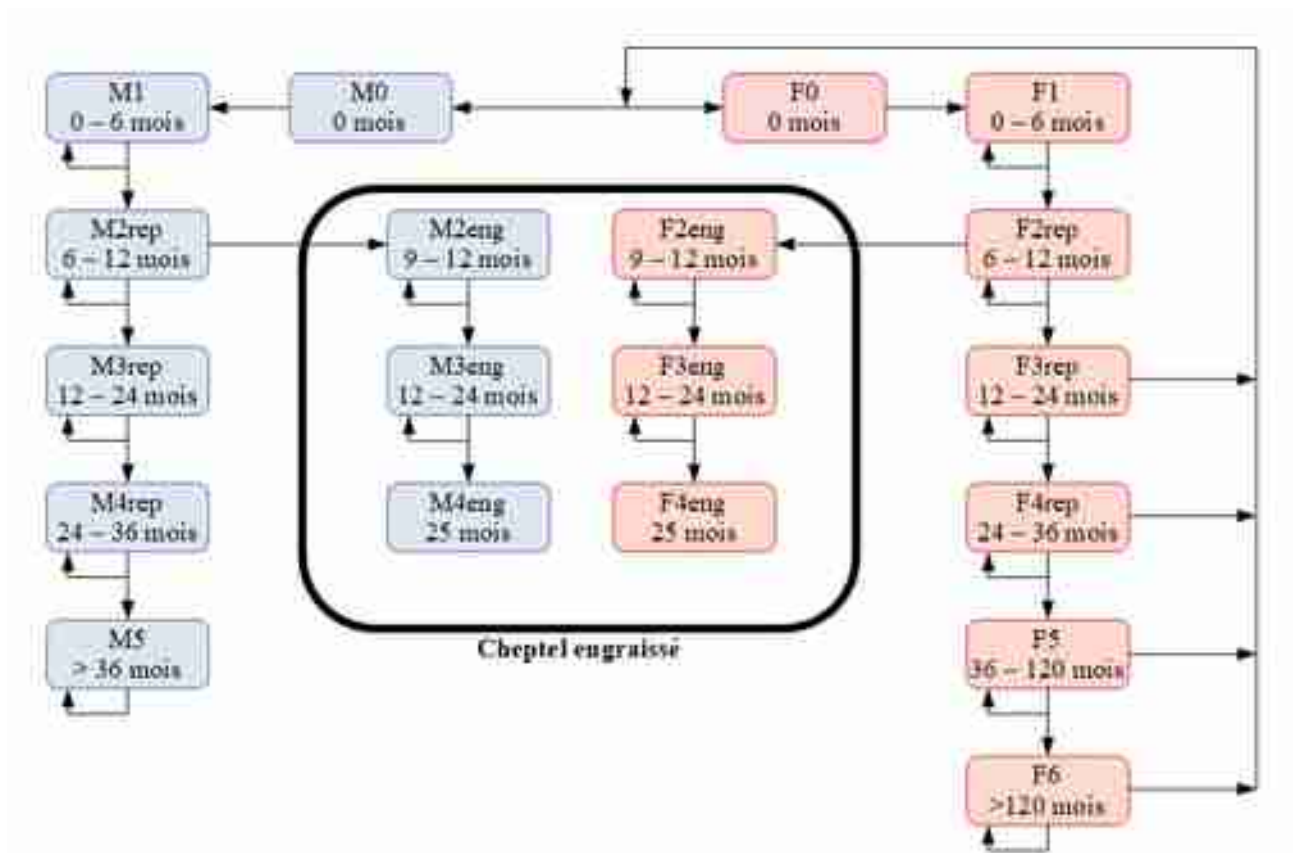 M1
0 – 6 mois
M0
0 mois
F0
0 mois
F1
0 – 6 mois
M2rep
6 – 12 mois
M2eng
9 – 12 mois
F2eng
9 – 12 mois
F2rep
6 – 12 mois
M3rep
12 – 24 mois
M3eng
12 – 24 mois
F3eng
12 – 24 mois
F3rep
12 – 24 mois
M4rep
24 – 36 mois
M4eng
25 mois
F4eng
25 mois
F4rep
24 – 36 mois
M5
> 36 mois
Cheptel engraissé
F5
36 – 120 mois
F6
>120 mois